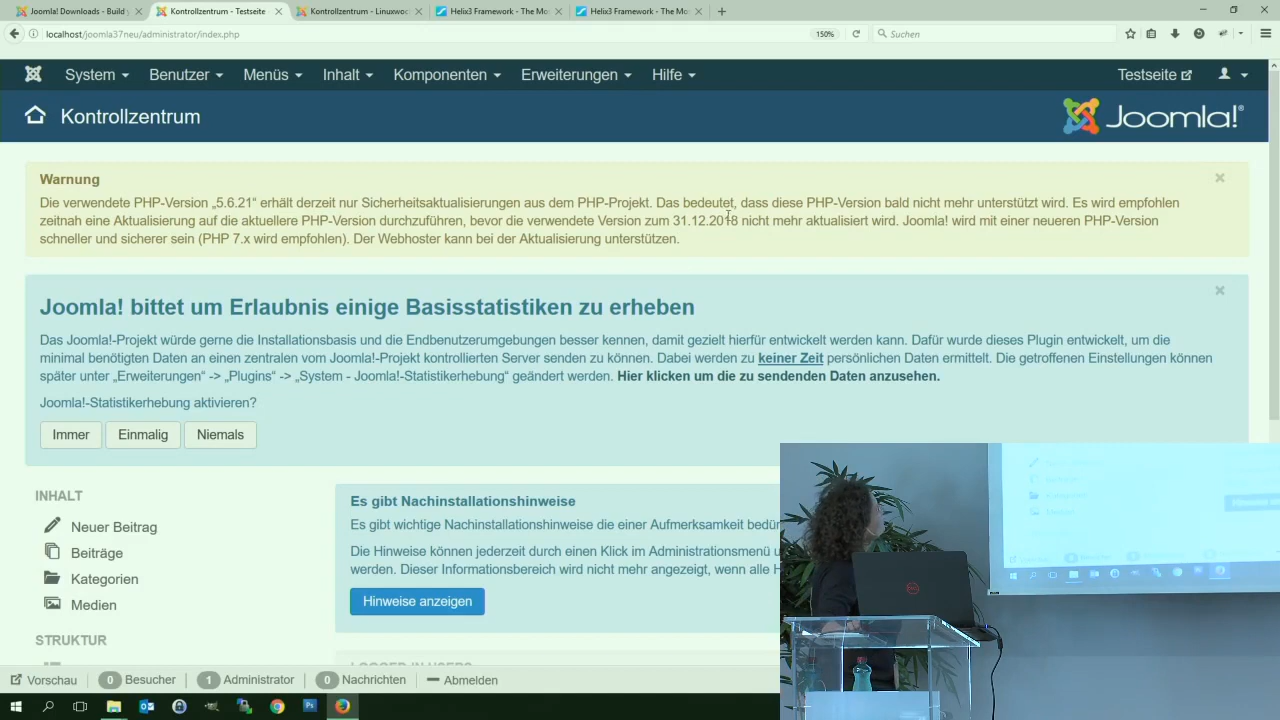 Joomla! Downloads - Build y
Kontrollzentrum - Testseite
Kontrollzentrum - Linuxwoc
Helix3 Framework - The Mo
Helix3 Framework - The Mo
localhost/joomla37neu/administrator/index.php
150%
Suchen
System
Benutzer
Menüs
Inhalt
Komponenten
Erweiterungen
Hilfe
Testseite
Kontrollzentrum
Joomla!®
Warnung
Die verwendete PHP-Version „5.6.21“ erhält derzeit nur Sicherheitsaktualisierungen aus dem PHP-Projekt. Das bedeutet, dass diese PHP-Version bald nicht mehr unterstützt wird. Es wird empfohlen
zeitnah eine Aktualisierung auf die aktuellere PHP-Version durchzuführen, bevor die verwendete Version zum 31.12.2018 nicht mehr aktualisiert wird. Joomla! wird mit einer neueren PHP-Version
schneller und sicherer sein (PHP 7.x wird empfohlen). Der Webhoster kann bei der Aktualisierung unterstützen.
Joomla! bittet um Erlaubnis einige Basisstatistiken zu erheben
Das Joomla!-Projekt würde gerne die Installationsbasis und die Endbenutzerumgebungen besser kennen, damit gezielt hierfür entwickelt werden kann. Dafür wurde dieses Plugin entwickelt, um die
minimal benötigten Daten an einen zentralen vom Joomla!-Projekt kontrollierten Server senden zu können. Dabei werden zu keiner Zeit persönlichen Daten ermittelt. Die getroffenen Einstellungen können
später unter „Erweiterungen“ -> „Plugins“ -> „System - Joomla!-Statistikerhebung“ geändert werden. Hier klicken um die zu sendenden Daten anzusehen.
Joomla!-Statistikerhebung aktivieren?
Immer
Einmalig
Niemals
INHALT
Neuer Beitrag
Beiträge
Kategorien
Medien
STRUKTUR
Es gibt Nachinstallationshinweise
Es gibt wichtige Nachinstallationshinweise die einer Aufmerksamkeit bedür
Die Hinweise können jederzeit durch einen Klick im Administrationsmenü u
werden. Dieser Informationsbereich wird nicht mehr angezeigt, wenn alle H
Hinweise anzeigen
LOGGED-IN USERS
Vorschau
0 Besucher
1 Administrator
0 Nachrichten
Abmelden